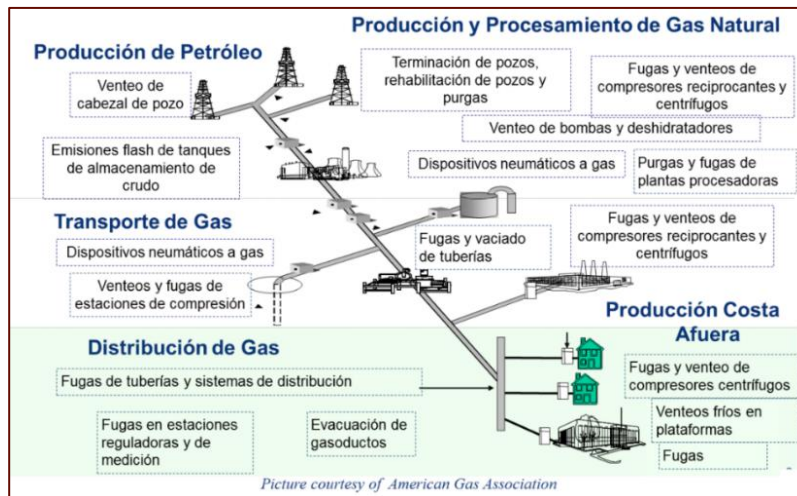 Producción y Procesamiento de Gas Natural
Producción de Petróleo
Venteo de
cabezal de pozo
Terminación de pozos,
rehabilitación de pozos y
purgas
Fugas y venteos de
compresores reciprocantes y
centrífugos
Venteo de bombas y deshidratadores
Emisiones flash de tanques
de almacenamiento de
crudo
Dispositivos neumáticos a gas
Purgas y fugas de
plantas procesadoras
Transporte de Gas
Dispositivos neumáticos a gas
Venteos y fugas de
estaciones de compresión
Fugas y vaciado
de tuberías
Fugas y venteos de
compresores reciprocantes y
centrífugos
Producción Costa
Afuera
Distribución de Gas
Fugas de tuberías y sistemas de distribución
Fugas en estaciones
reguladoras y de
medición
Evacuación de
gasoductos
Fugas y venteo de
compresores centrífugos
Venteos fríos en
plataformas
Fugas
Picture courtesy of American Gas Association